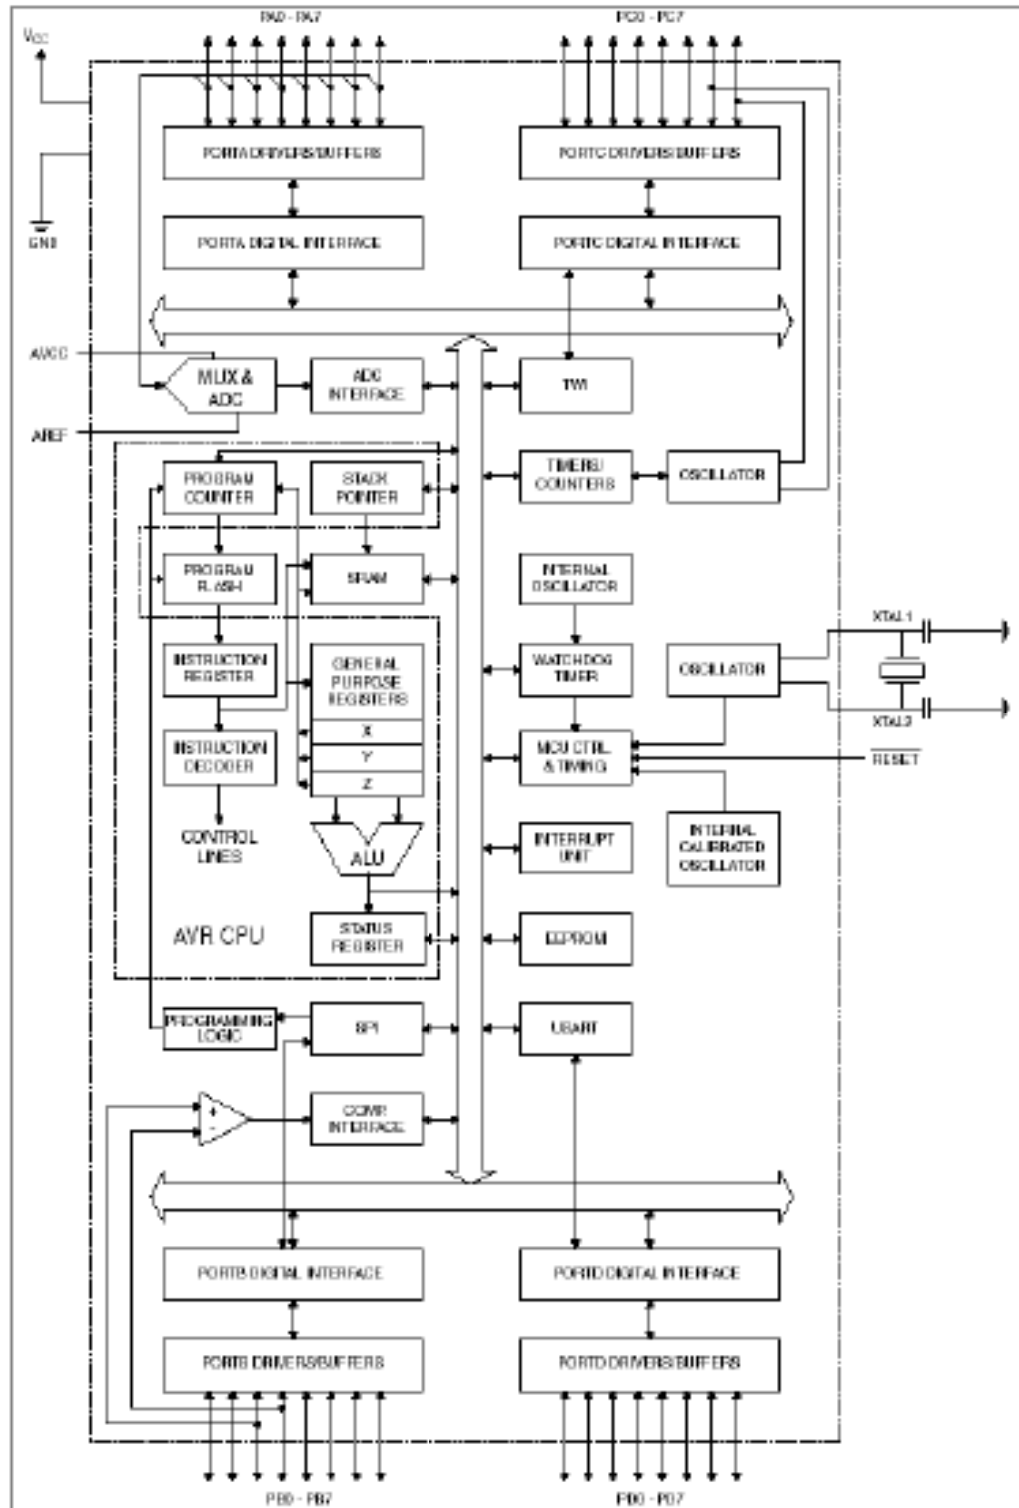 PA0 - PA7
PC0 - PC7
VCC
PORTA DRIVERS/BUFFERS
PORTC DRIVERS/BUFFERS
GND
PORTA DIGITAL INTERFACE
PORTC DIGITAL INTERFACE
AVCC
MUX &
ADC
ADC
INTERFACE
TWI
AREF
PROGRAM
COUNTER
STACK
POINTER
TIMERS/
COUNTERS
OSCILLATOR
PROGRAM
FLASH
SRAM
INTERNAL
OSCILLATOR
XTAL1
INSTRUCTION
REGISTER
GENERAL
PURPOSE
REGISTERS
WATCHDOG
TIMER
OSCILLATOR
XTAL2
X
INSTRUCTION
DECODER
Y
MCU CTRL.
& TIMING
RESET
Z
CONTROL
LINES
ALU
INTERRUPT
UNIT
INTERNAL
CALIBRATED
OSCILLATOR
AVR CPU
STATUS
REGISTER
EEPROM
PROGRAMMING
LOGIC
SPI
USART
+
-
COMP.
INTERFACE
PORTB DIGITAL INTERFACE
PORTD DIGITAL INTERFACE
PORTB DRIVERS/BUFFERS
PORTD DRIVERS/BUFFERS
PB0 - PB7
PD0 - PD7